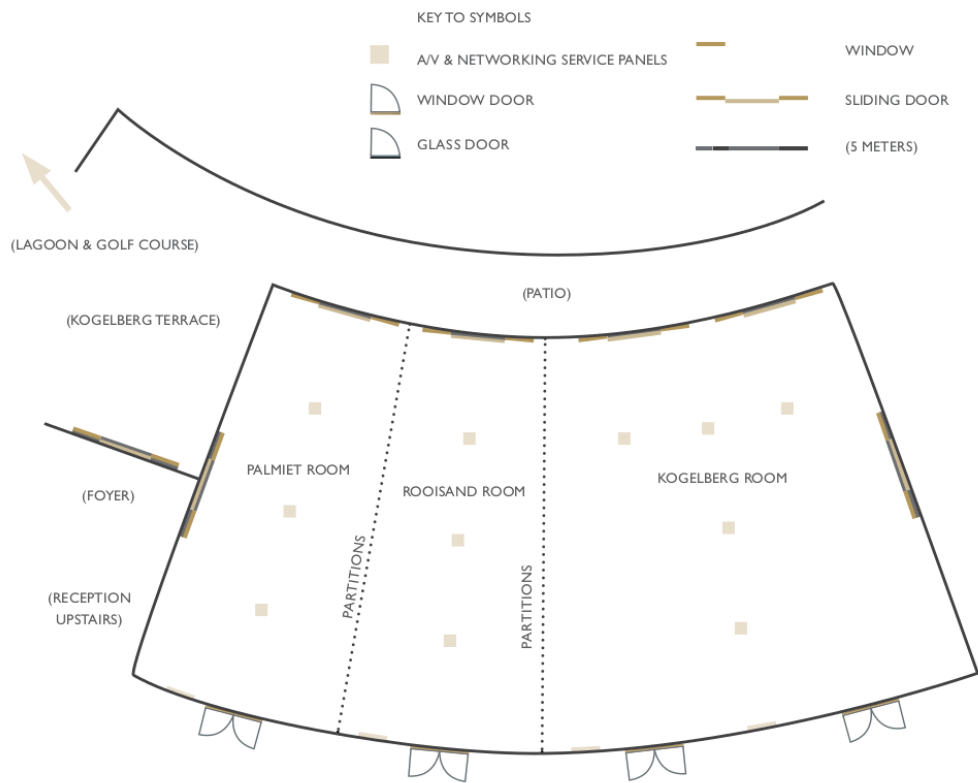 KEY TO SYMBOLS
A/V & NETWORKING SERVICE PANELS
WINDOW DOOR
GLASS DOOR
WINDOW
SLIDING DOOR
(5 METERS)
(LAGOON & GOLF COURSE)
(PATIO)
(KOGELBERG TERRACE)
PALMIET ROOM
ROOISAND ROOM
KOGELBERG ROOM
(FOYER)
PARTITIONS
PARTITIONS
(RECEPTION
UPSTAIRS)